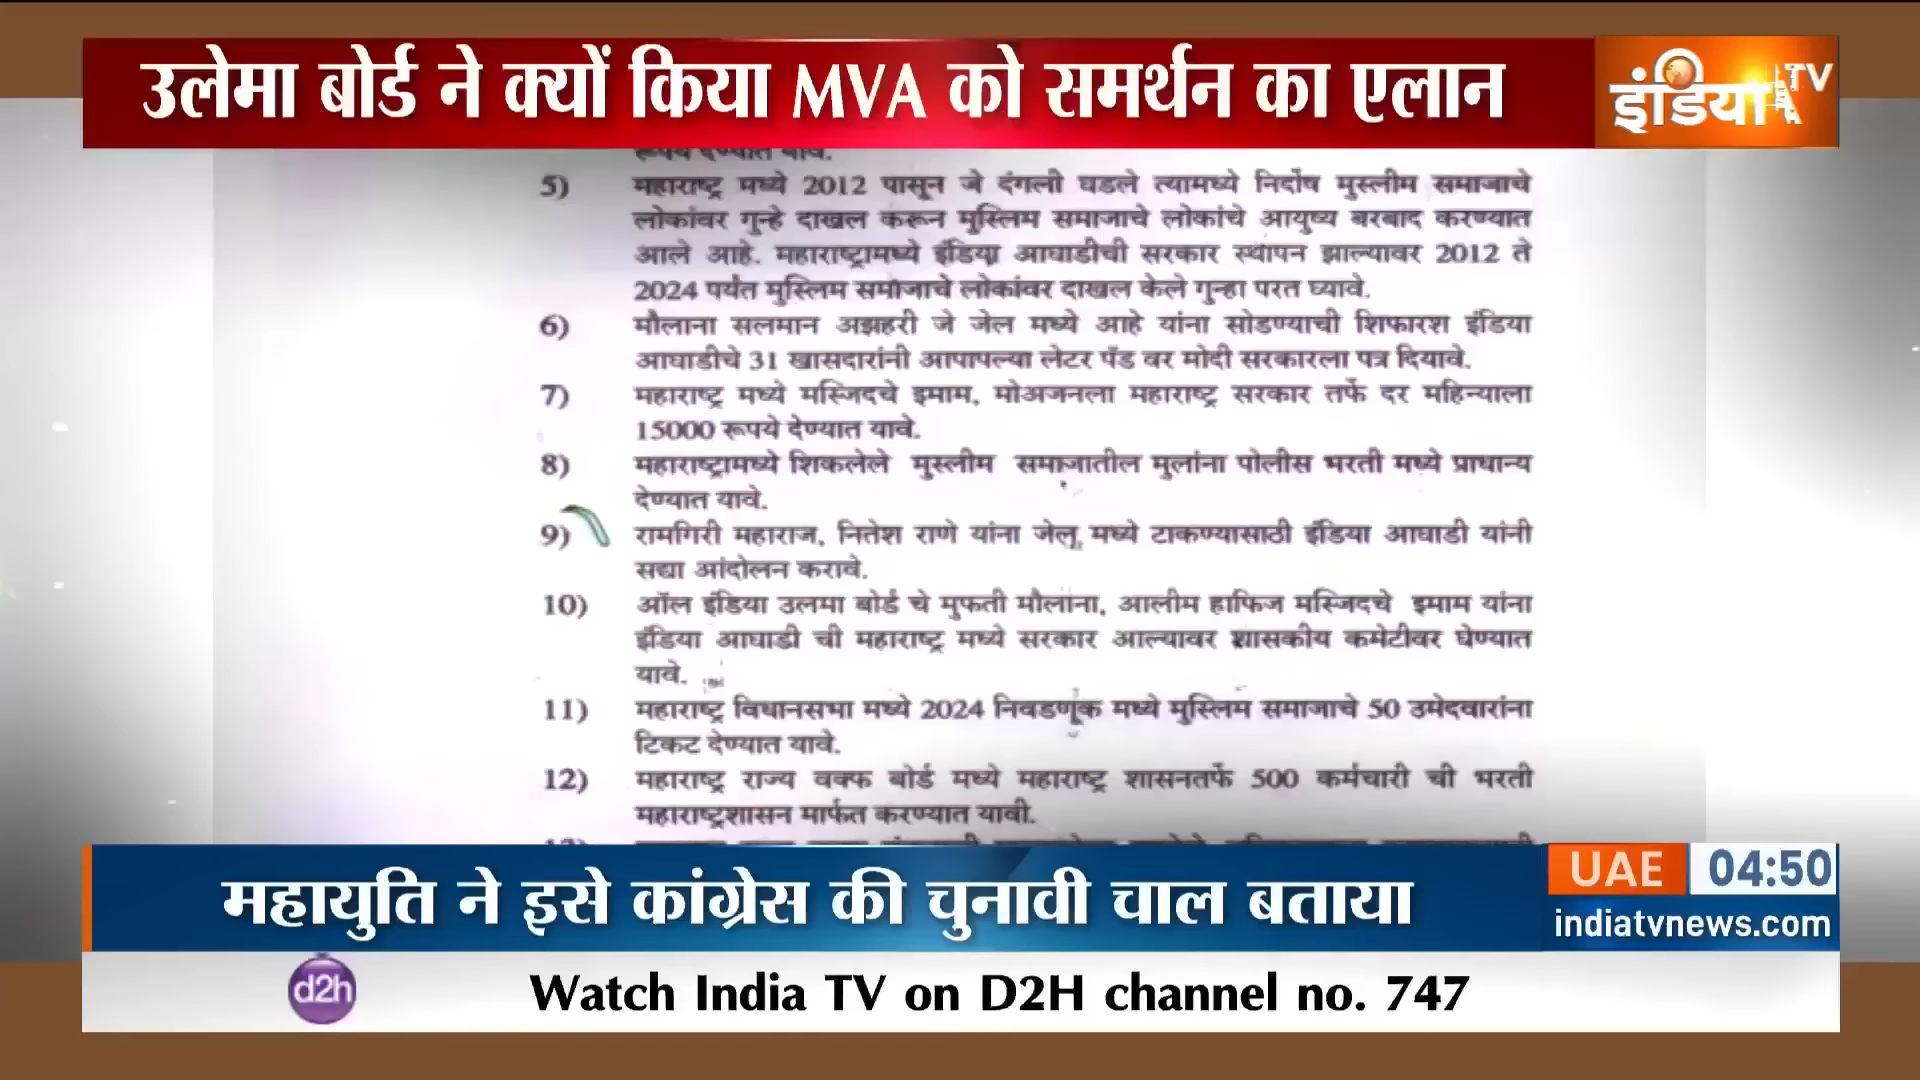 उलेमा बोर्ड ने क्यों किया MVA को समर्थन का एलान
इंडिया TV
रूपये देण्यात यावे.
5) महाराष्ट्र मध्ये 2012 पासून जे दंगली घडले त्यामध्ये निर्दोष मुस्लीम समाजाचे
लोकांवर गुन्हे दाखल करून मुस्लिम समाजाचे लोकांचे आयुष्य बरबाद करण्यात
आले आहे. महाराष्ट्रामध्ये इंडिया आघाडीची सरकार स्थापन झाल्यावर 2012 ते
2024 पर्यंत मुस्लिम समाजाचे लोकांवर दाखल केले गुन्हा परत घ्यावे.
6) मौलाना सलमान अझहरी जे जेल मध्ये आहे यांना सोडण्याची शिफारश इंडिया
आघाडीचे 31 खासदारांनी आपापल्या लेटर पॅड वर मोदी सरकारला पत्र दियावे.
7) महाराष्ट्र मध्ये मस्जिदचे इमाम, मोअजनला महाराष्ट्र सरकार तर्फे दर महिन्याला
15000 रूपये देण्यात यावे.
8) महाराष्ट्रामध्ये शिकलेले मुस्लीम समाजातील मुलांना पोलीस भरती मध्ये प्राधान्य
देण्यात यावे.
9) रामगिरी महाराज, नितेश राणे यांना जेल मध्ये टाकण्यासाठी इंडिया आघाडी यांनी
सद्या आंदोलन करावे.
10) ऑल इंडिया उलमा बोर्ड चे मुफती मौलाना, आलीम हाफिज मस्जिदचे इमाम यांना
इंडिया आघाडी ची महाराष्ट्र मध्ये सरकार आल्यावर शासकीय कमेटीवर घेण्यात
यावे.
11) महाराष्ट्र विधानसभा मध्ये 2024 निवडणूंक मध्ये मुस्लिम समाजाचे 50 उमेदवारांना
टिकट देण्यात यावे.
12) महाराष्ट्र राज्य वक्फ बोर्ड मध्ये महाराष्ट्र शासनतर्फे 500 कर्मचारी ची भरती
महाराष्ट्रशासन मार्फत करण्यात यावी.
महायुति ने इसे कांग्रेस की चुनावी चाल बताया
UAE 04:50
indiatvnews.com
d2h Watch India TV on D2H channel no. 747